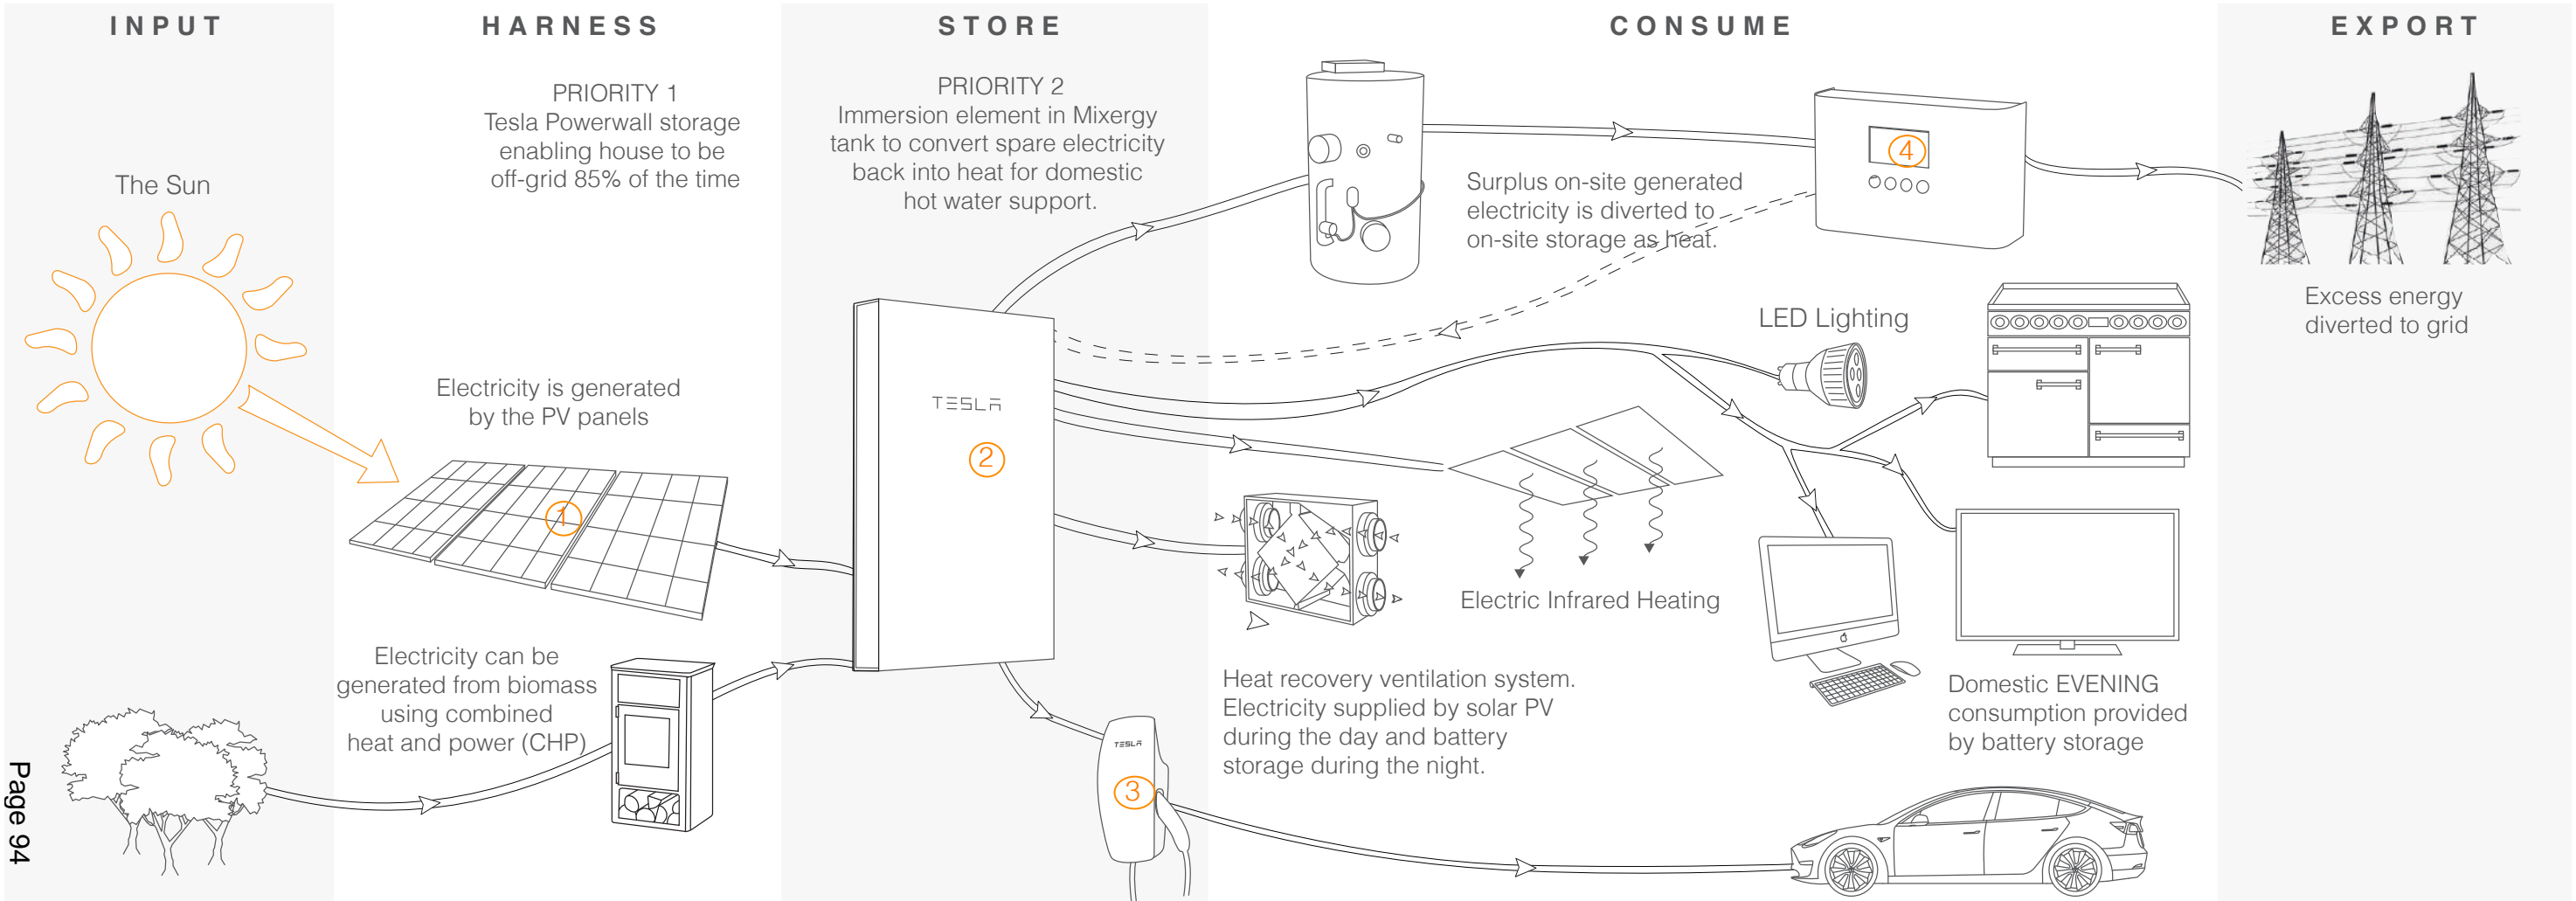 INPUT
HARNESS
STORE
CONSUME
EXPORT
The Sun
PRIORITY 1
Tesla Powerwall storage
enabling house to be
off-grid 85% of the time
PRIORITY 2
Immersion element in Mixergy
tank to convert spare electricity
back into heat for domestic
hot water support.
Surplus on-site generated
electricity is diverted to
on-site storage as heat.
4
Excess energy
diverted to grid
LED Lighting
Electricity is generated
by the PV panels
1
TESLA
2
Electric Infrared Heating
Electricity can be
generated from biomass
using combined
heat and power (CHP)
Heat recovery ventilation system.
Electricity supplied by solar PV
during the day and battery
storage during the night.
Domestic EVENING
consumption provided
by battery storage
TESLA
3
Page 94